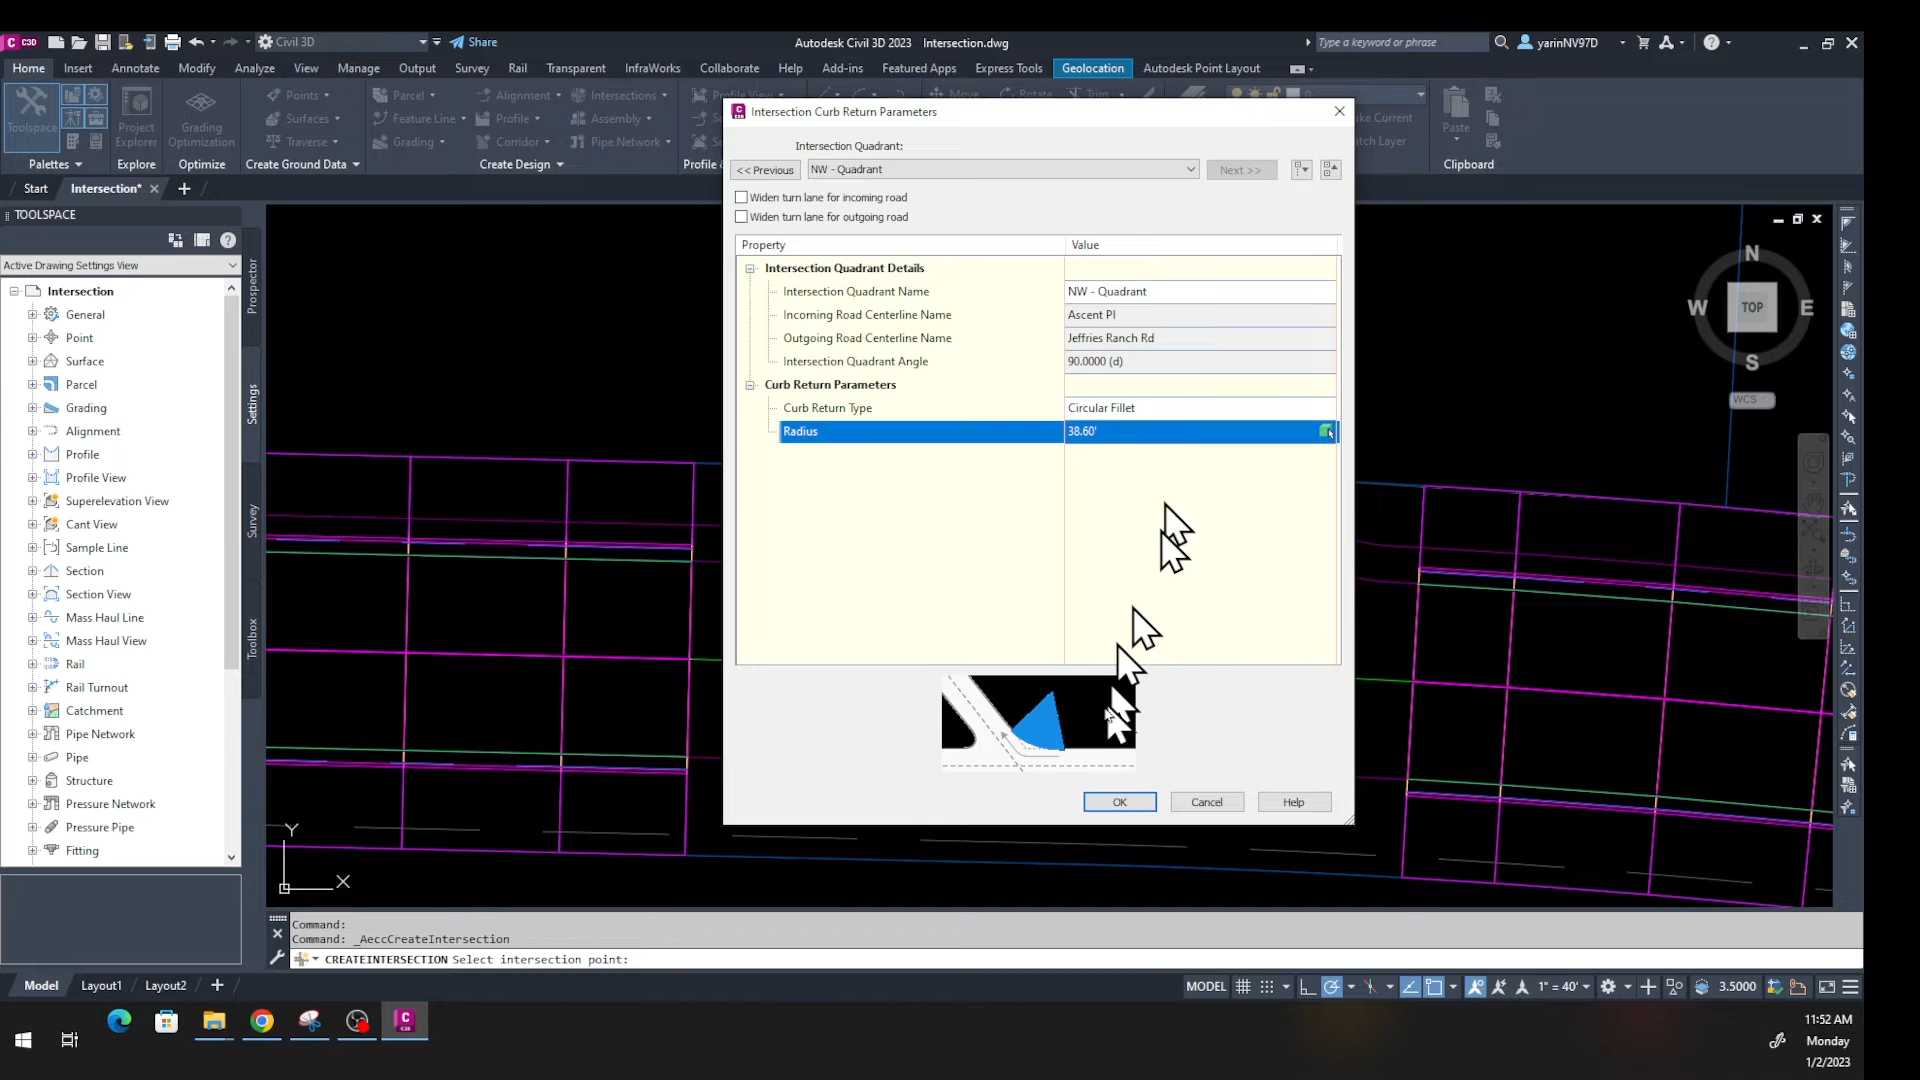 C3D
Civil 3D
Share
Autodesk Civil 3D 2023 Intersection.dwg
Type a keyword or phrase
yarinNV97D
Home Insert Annotate Modify Analyze View Manage Output Survey Rail Transparent InfraWorks Collaborate Help Add-ins Featured Apps Express Tools Geolocation Autodesk Point Layout
Toolspace
Project Explorer
Grading Optimization
Points
Surfaces
Traverse
Parcel
Feature Line
Grading
Alignment
Profile
Corridor
Intersections
Assembly
Pipe Network
Profile View
Move
Rotate
Trim
0
Paste
Palettes Explore Optimize Create Ground Data Create Design Profile Clipboard
Start Intersection*
TOOLSPACE
Active Drawing Settings View
Intersection
General
Point
Surface
Parcel
Grading
Alignment
Profile
Profile View
Superelevation View
Cant View
Sample Line
Section
Section View
Mass Haul Line
Mass Haul View
Rail
Rail Turnout
Catchment
Pipe Network
Pipe
Structure
Pressure Network
Pressure Pipe
Fitting
Prospector
Settings
Survey
Toolbox
Intersection Curb Return Parameters
Intersection Quadrant:
<< Previous NW - Quadrant Next >>
Widen turn lane for incoming road
Widen turn lane for outgoing road
Property Value
Intersection Quadrant Details
Intersection Quadrant Name NW - Quadrant
Incoming Road Centerline Name Ascent Pl
Outgoing Road Centerline Name Jeffries Ranch Rd
Intersection Quadrant Angle 90.0000 (d)
Curb Return Parameters
Curb Return Type Circular Fillet
Radius 38.60'
OK Cancel Help
N
W TOP E
S
WCS
Y
X
Command:
Command: _AeccCreateIntersection
CREATEINTERSECTION Select intersection point:
Model Layout1 Layout2
MODEL 1" = 40' 3.5000
C3D
11:52 AM
Monday
1/2/2023